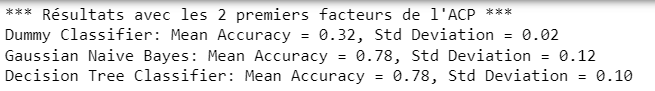 *** Résultats avec les 2 premiers facteurs de l'ACP ***
Dummy Classifier: Mean Accuracy = 0.32, Std Deviation = 0.02
Gaussian Naive Bayes: Mean Accuracy = 0.78, Std Deviation = 0.12
Decision Tree Classifier: Mean Accuracy = 0.78, Std Deviation = 0.10